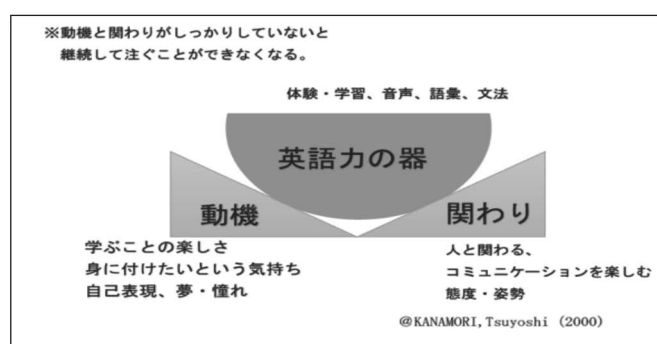 ※動機と関わりがしっかりしていないと
継続して注ぐことができなくなる。
体験・学習、音声、語彙、文法
英語力の器
動機
関わり
学ぶことの楽しさ
身に付けたいという気持ち
自己表現、夢・憧れ
人と関わる、
コミュニケーションを楽しむ
態度・姿勢
@KANAMORI,Tsuyoshi (2000)